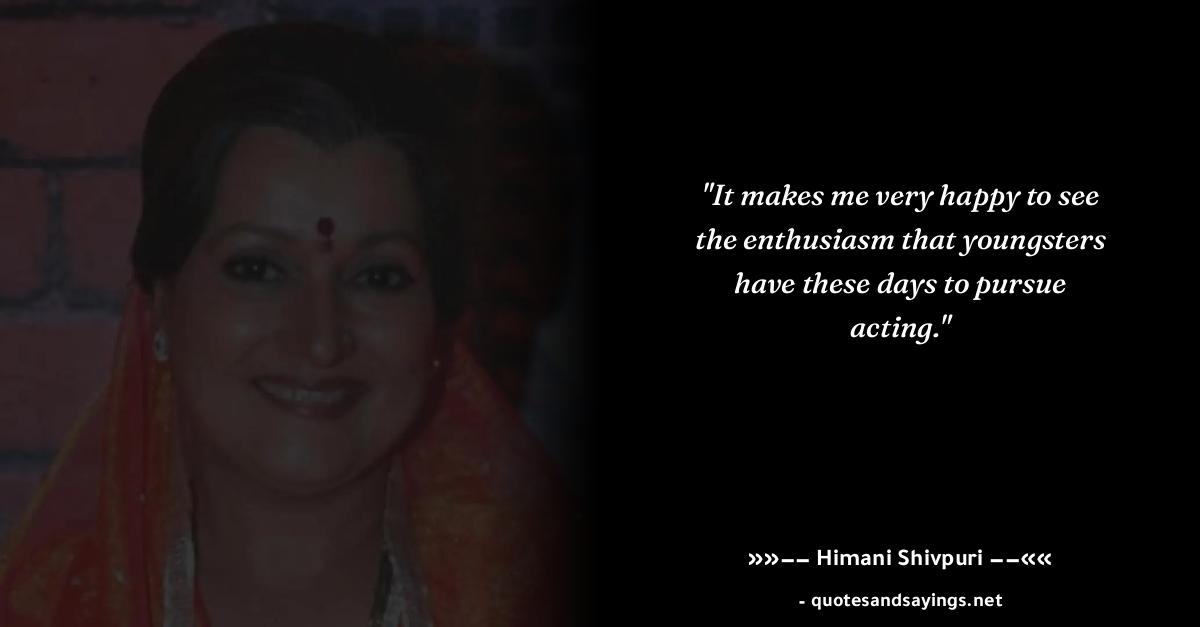 "It makes me very happy to see
the enthusiasm that youngsters
have these days to pursue
acting."
»»–– Himani Shivpuri ––««
- quotesandsayings.net